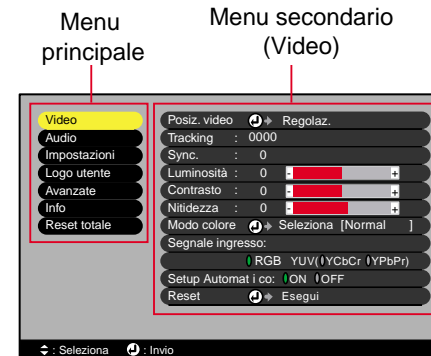 Menu principale
Menu secondario (Video)
Video
Audio
Impostazioni
Logo utente
Avanzate
Info
Reset totale
Posiz. video Regolaz.
Tracking : 0000
Sync. : 0
Luminosità : 0 - +
Contrasto : 0 - +
Nitidezza : 0 - +
Modo colore Seleziona [Normal ]
Segnale ingresso:
RGB YUV( YCbCr YPbPr)
Setup Automat i co: ON OFF
Reset Esegui
: Seleziona : Invio